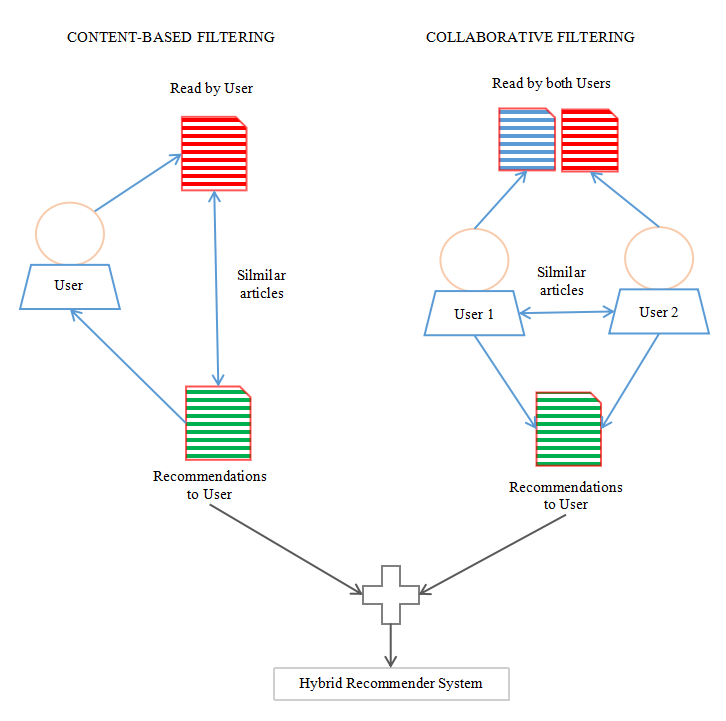 CONTENT-BASED FILTERING
Read by User
User
Silmilar
articles
Recommendations
to User
COLLABORATIVE FILTERING
Read by both Users
User 1
Silmilar
articles
User 2
Recommendations
to User
Hybrid Recommender System